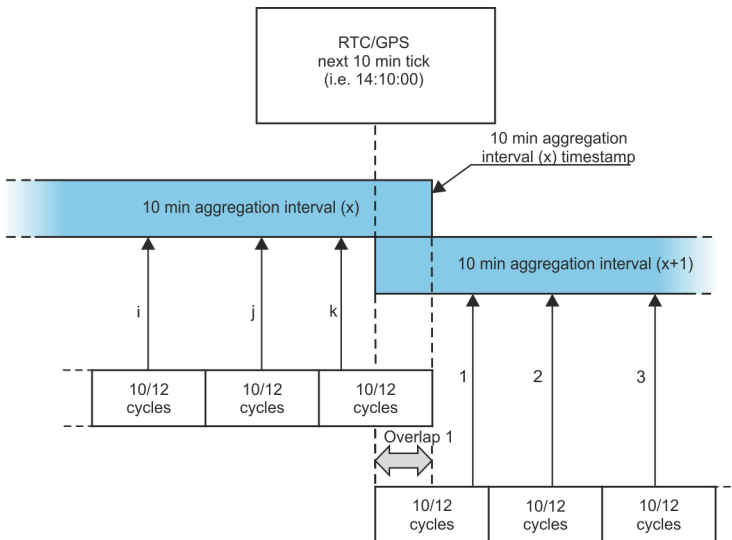 RTC/GPS
next 10 min tick
(i.e. 14:10:00)
10 min aggregation
interval (x) timestamp
10 min aggregation interval (x)
10 min aggregation interval (x+1)
i
j
k
1
2
3
10/12
cycles
10/12
cycles
10/12
cycles
Overlap 1
10/12
cycles
10/12
cycles
10/12
cycles